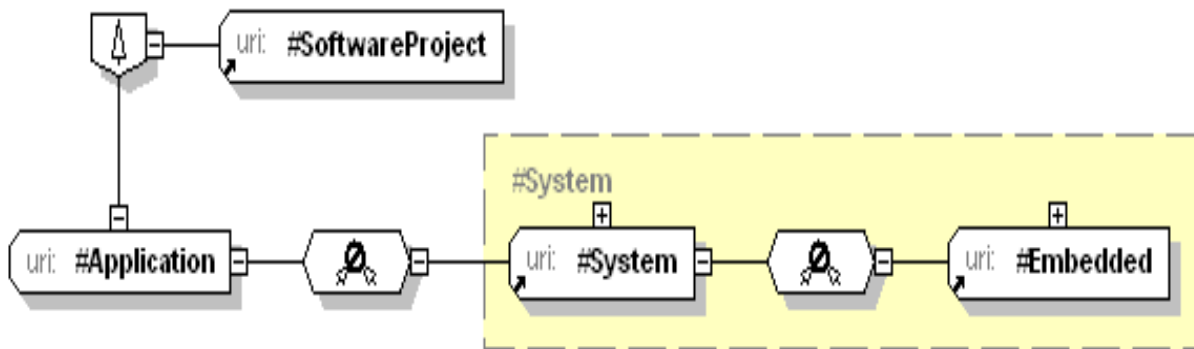 uri: #SoftwareProject
#System
uri: #Application
uri: #System
uri: #Embedded